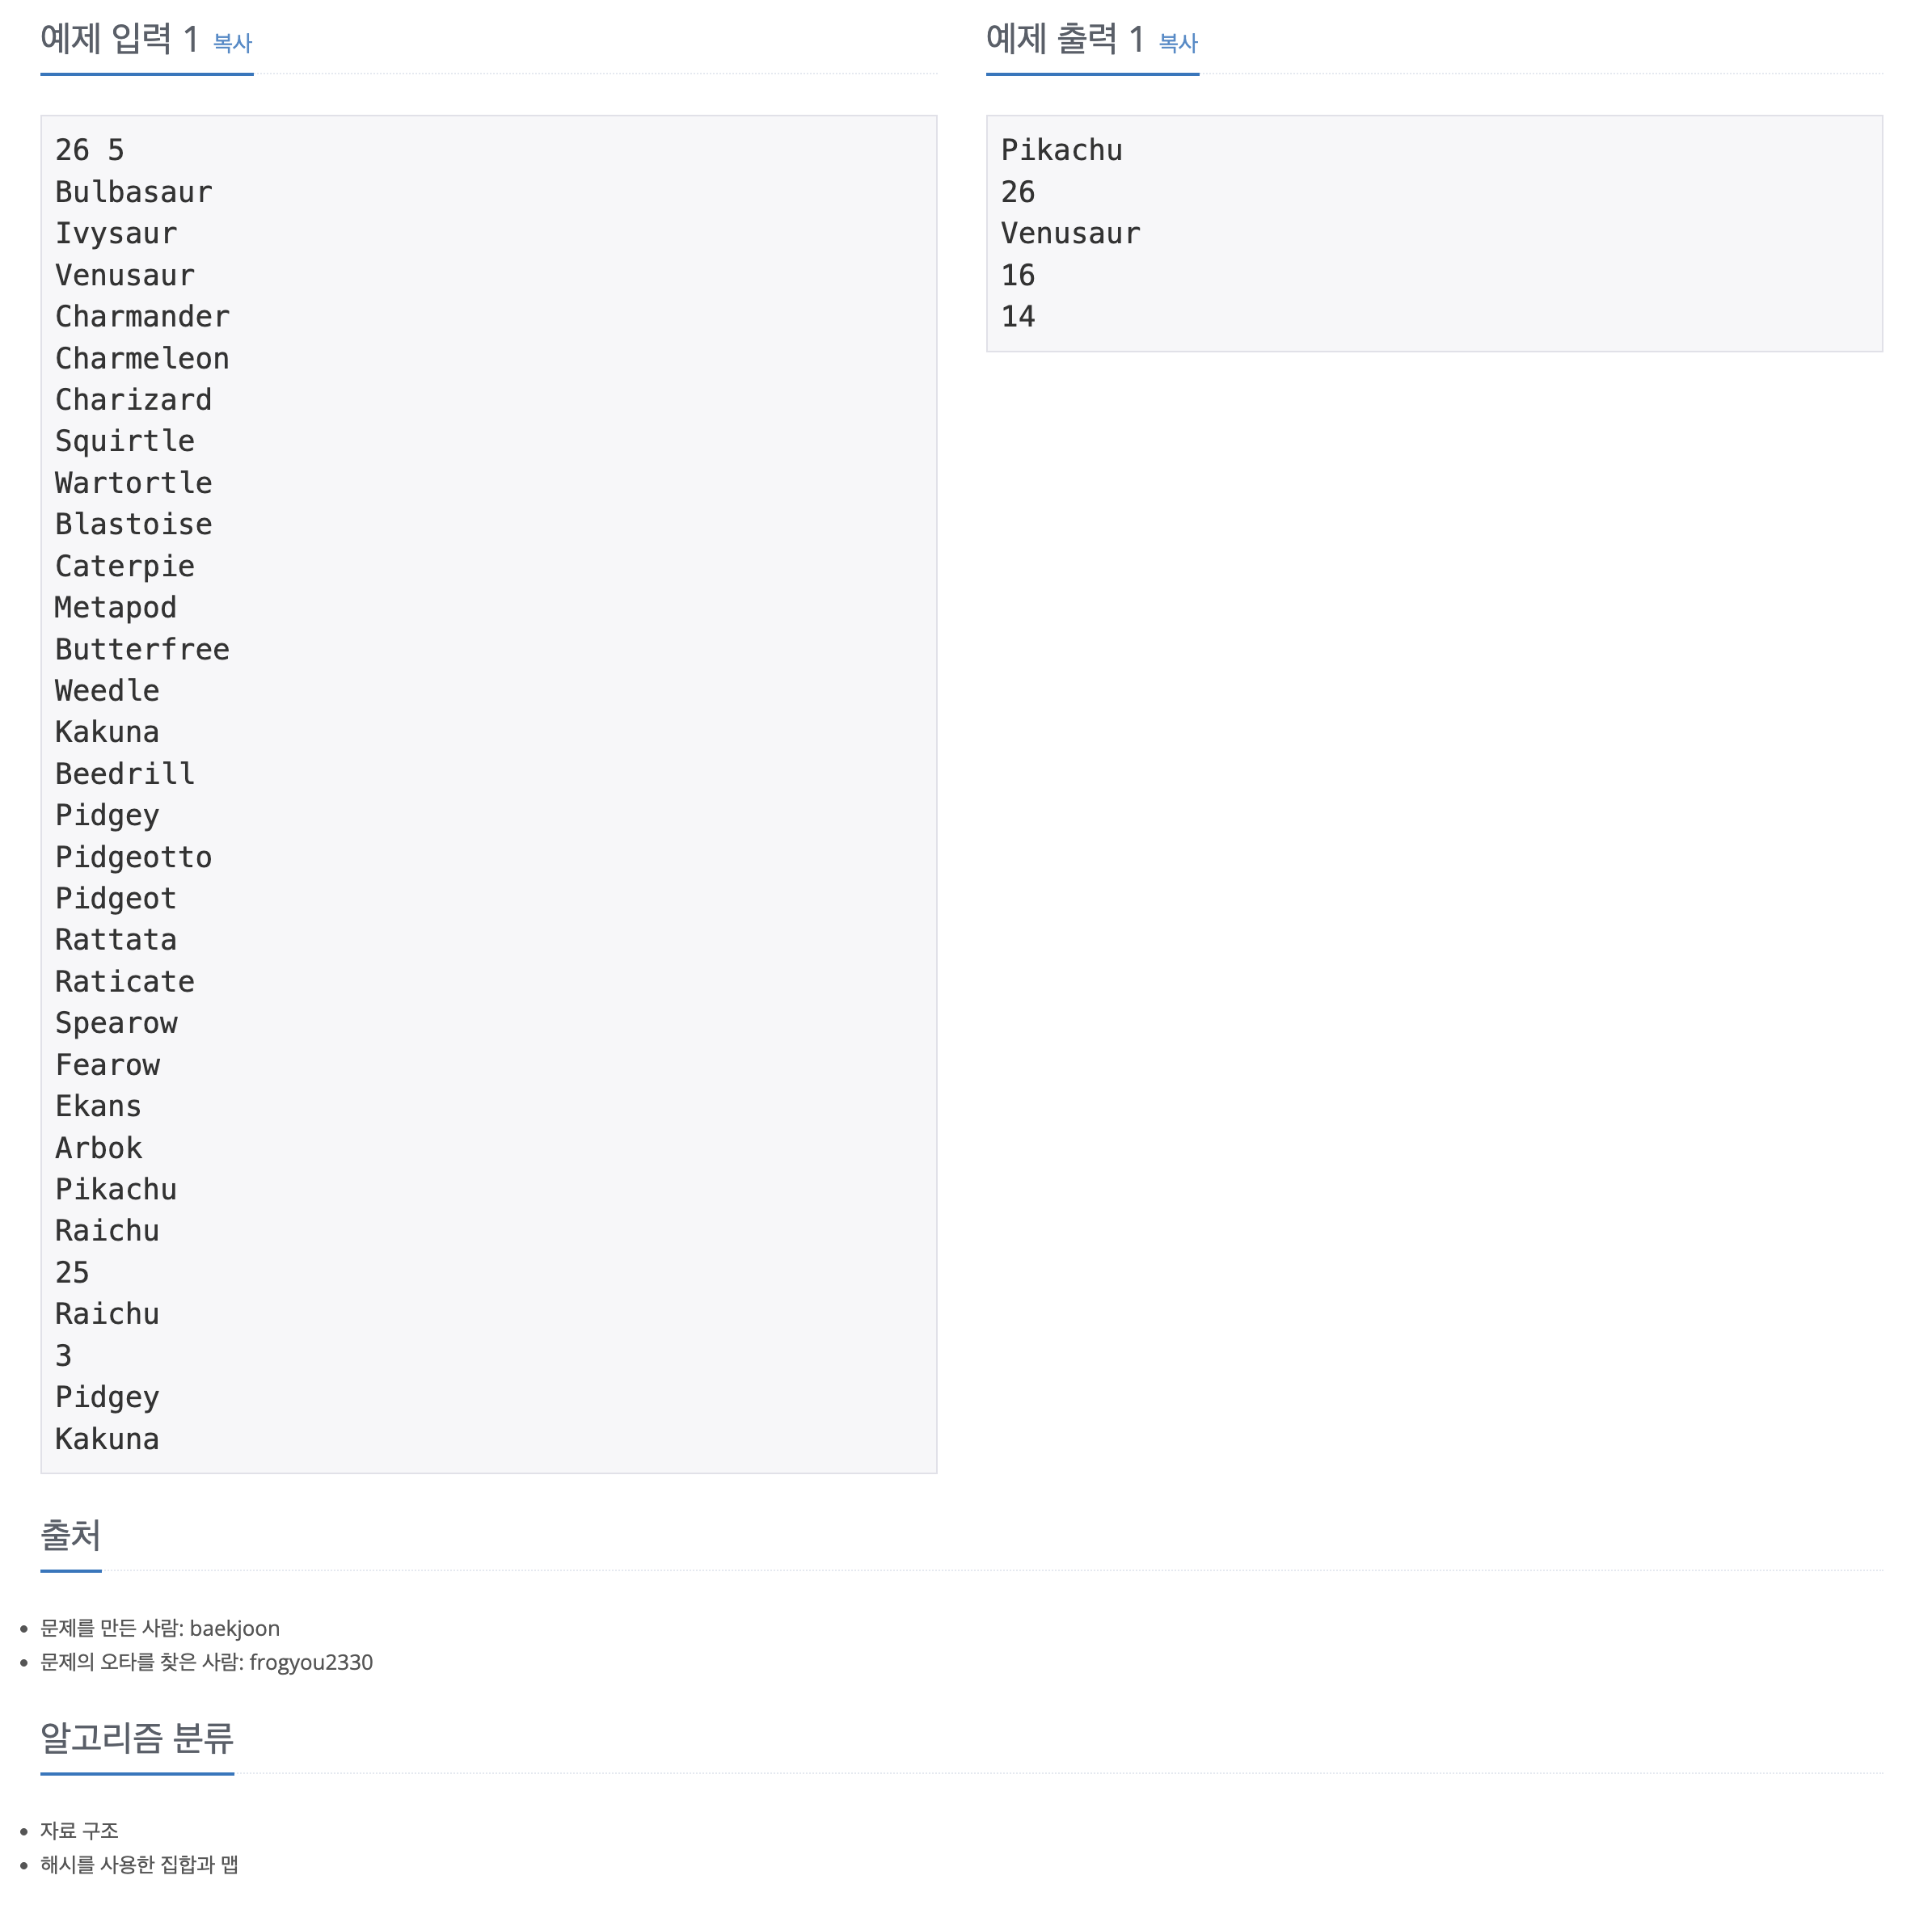 예제 입력 1 복사
26 5
Bulbasaur
Ivysaur
Venusaur
Charmander
Charmeleon
Charizard
Squirtle
Wartortle
Blastoise
Caterpie
Metapod
Butterfree
Weedle
Kakuna
Beedrill
Pidgey
Pidgeotto
Pidgeot
Rattata
Raticate
Spearow
Fearow
Ekans
Arbok
Pikachu
Raichu
25
Raichu
3
Pidgey
Kakuna
예제 출력 1 복사
Pikachu
26
Venusaur
16
14
출처
문제를 만든 사람: baekjoon
문제의 오타를 찾은 사람: frogyou2330
알고리즘 분류
자료 구조
해시를 사용한 집합과 맵